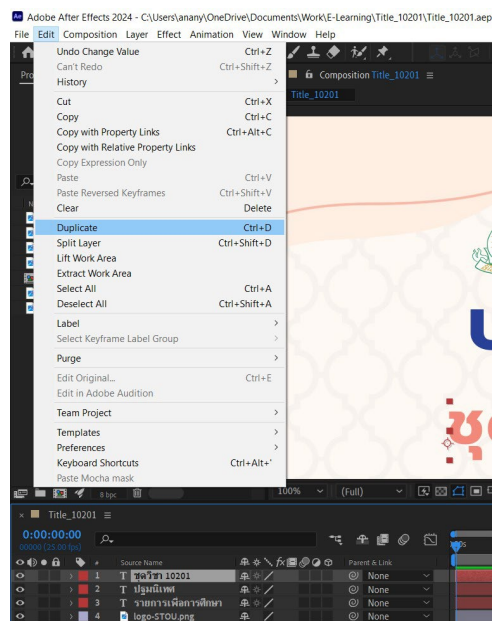 Adobe After Effects 2024 - C:\Users\anany\OneDrive\Documents\Work\E-Learning\Title_10201\Title_10201.aep
File Edit Composition Layer Effect Animation View Window Help
Undo Change Value Ctrl+Z
Can't Redo Ctrl+Shift+Z
History
Cut Ctrl+X
Copy Ctrl+C
Copy with Property Links Ctrl+Alt+C
Copy with Relative Property Links
Copy Expression Only
Paste Ctrl+V
Paste Reversed Keyframes Ctrl+Shift+V
Clear Delete
Duplicate Ctrl+D
Split Layer Ctrl+Shift+D
Lift Work Area
Extract Work Area
Select All Ctrl+A
Deselect All Ctrl+Shift+A
Label
Select Keyframe Label Group
Purge
Edit Original... Ctrl+E
Edit in Adobe Audition
Team Project
Templates
Preferences
Keyboard Shortcuts Ctrl+Alt+'
Paste Mocha mask
Pro
Composition Title_10201
Title_10201
ชุด
8 bpc
100% (Full)
Title_10201
0:00:00:00
00000 (25.00 fps)
# Source Name Parent & Link
1 T ชุดวิชา 10201 None
2 T ปฐมนิเทศ None
3 T รายการเพื่อการศึกษา None
4 logo-STOU.png None